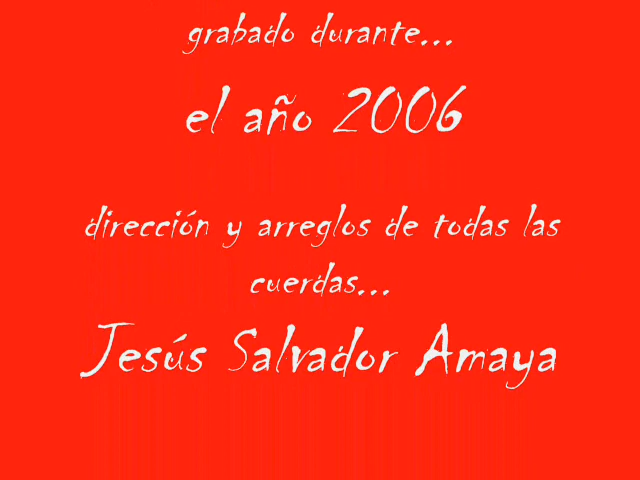 grabado durante...
el año 2006
dirección y arreglos de todas las
cuerdas...
Jesús Salvador Amaya